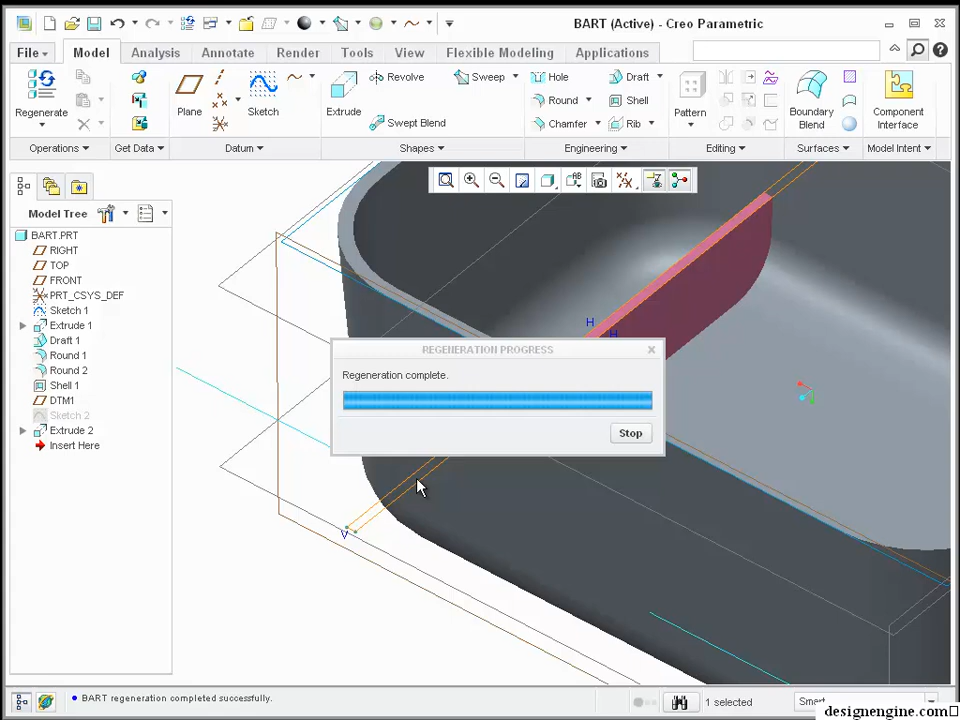 BART (Active) - Creo Parametric
File
Model
Analysis
Annotate
Render
Tools
View
Flexible Modeling
Applications
Regenerate
Plane
Sketch
Extrude
Revolve
Sweep
Swept Blend
Hole
Draft
Round
Shell
Chamfer
Rib
Pattern
Boundary
Blend
Component
Interface
Operations
Get Data
Datum
Shapes
Engineering
Editing
Surfaces
Model Intent
Model Tree
BART.PRT
RIGHT
TOP
FRONT
PRT_CSYS_DEF
Sketch 1
Extrude 1
Draft 1
Round 1
Round 2
Shell 1
DTM1
Sketch 2
Extrude 2
Insert Here
H
H
V
REGENERATION PROGRESS
Regeneration complete.
Stop
BART regeneration completed successfully.
1 selected
Smart
designengine.com